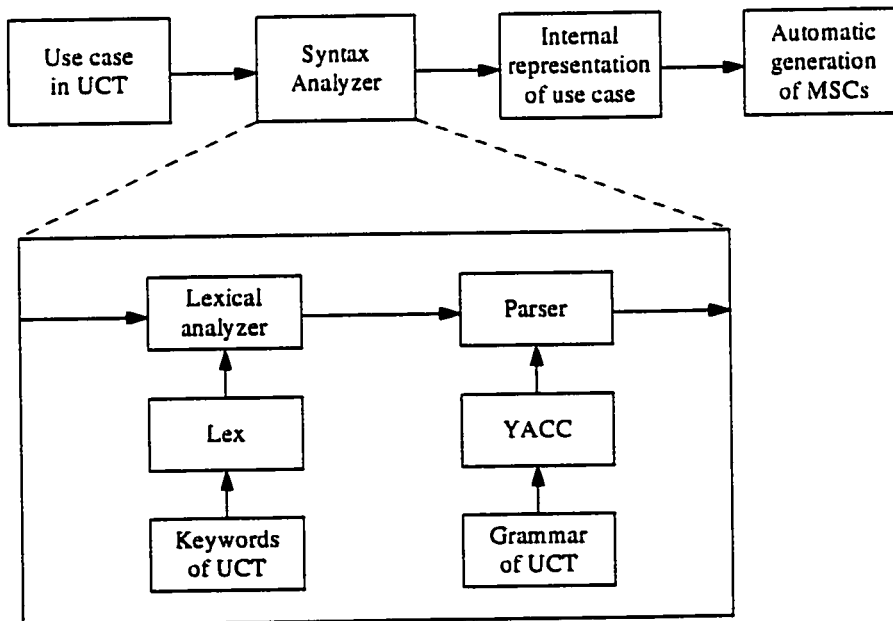 Use case
in UCT
Syntax
Analyzer
Internal
representation
of use case
Automatic
generation
of MSCs
Lexical
analyzer
Parser
Lex
YACC
Keywords
of UCT
Grammar
of UCT